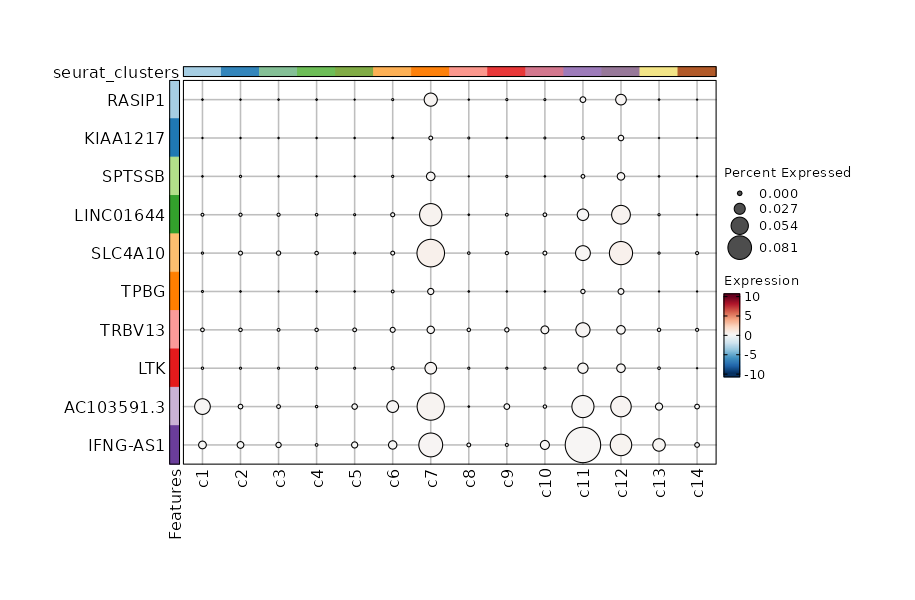 seurat_clusters
RASIP1
KIAA1217
SPTSSB
LINC01644
SLC4A10
TPBG
TRBV13
LTK
AC103591.3
IFNG-AS1
Features
c1
c2
c3
c4
c5
c6
c7
c8
c9
c10
c11
c12
c13
c14
Percent Expressed
0.000
0.027
0.054
0.081
Expression
10
5
0
-5
-10